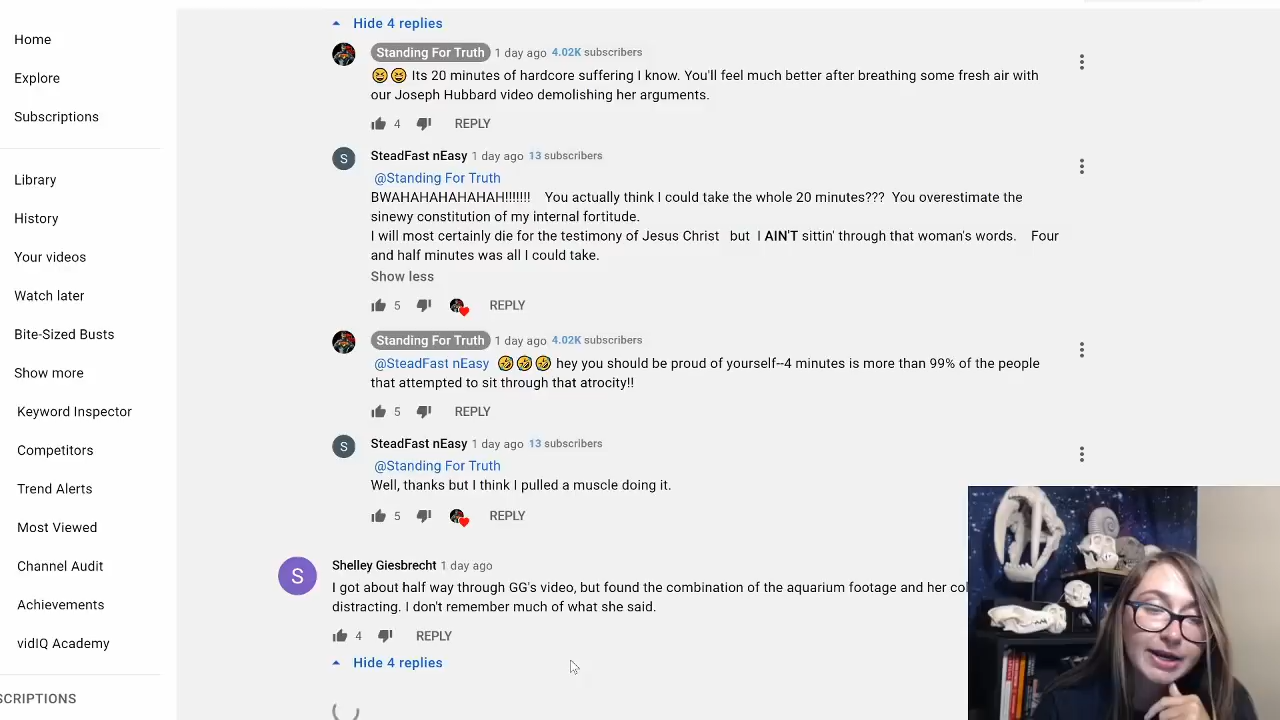 Hide 4 replies
Home
Explore
Subscriptions
Library
History
Your videos
Watch later
Bite-Sized Busts
Show more
Keyword Inspector
Competitors
Trend Alerts
Most Viewed
Channel Audit
Achievements
vidIQ Academy
SCRIPTIONS
Standing For Truth 1 day ago 4.02K subscribers
😆😆 Its 20 minutes of hardcore suffering I know. You'll feel much better after breathing some fresh air with
our Joseph Hubbard video demolishing her arguments.
4 REPLY
S SteadFast nEasy 1 day ago 13 subscribers
@Standing For Truth
BWAHAHAHAHAHAH!!!!!!! You actually think I could take the whole 20 minutes??? You overestimate the
sinewy constitution of my internal fortitude.
I will most certainly die for the testimony of Jesus Christ but I AIN'T sittin' through that woman's words. Four
and half minutes was all I could take.
Show less
5 REPLY
Standing For Truth 1 day ago 4.02K subscribers
@SteadFast nEasy 🤣🤣🤣 hey you should be proud of yourself--4 minutes is more than 99% of the people
that attempted to sit through that atrocity!!
5 REPLY
S SteadFast nEasy 1 day ago 13 subscribers
@Standing For Truth
Well, thanks but I think I pulled a muscle doing it.
5 REPLY
S Shelley Giesbrecht 1 day ago
I got about half way through GG's video, but found the combination of the aquarium footage and her co
distracting. I don't remember much of what she said.
4 REPLY
Hide 4 replies